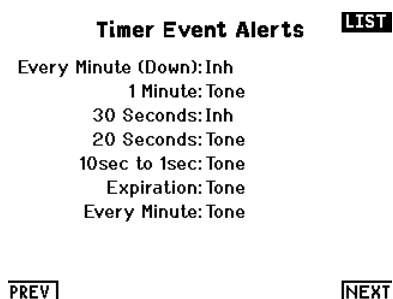 Timer Event Alerts
LIST
Every Minute (Down): Inh
1 Minute: Tone
30 Seconds: Inh
20 Seconds: Tone
10sec to 1sec: Tone
Expiration: Tone
Every Minute: Tone
PREV
NEXT